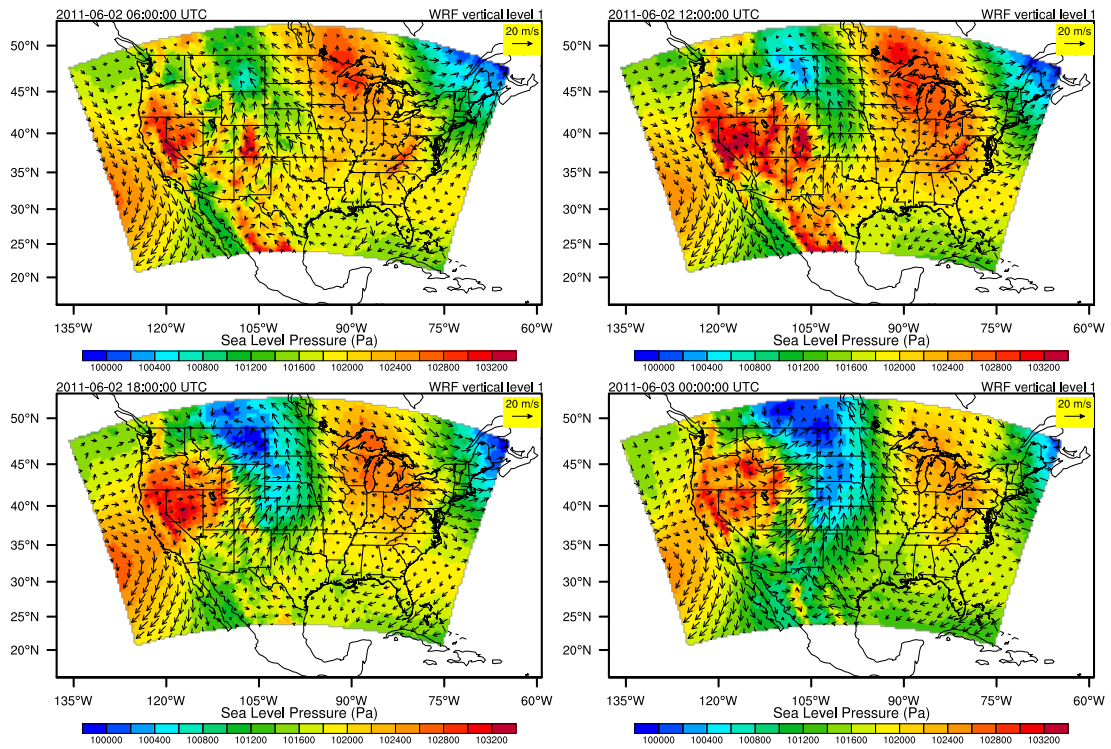 2011-06-02 06:00:00 UTC WRF vertical level 1
20 m/s
50°N
45°N
40°N
35°N
30°N
25°N
20°N
135°W 120°W 105°W 90°W 75°W 60°W
Sea Level Pressure (Pa)
100000 100400 100800 101200 101600 102000 102400 102800 103200
2011-06-02 12:00:00 UTC WRF vertical level 1
20 m/s
50°N
45°N
40°N
35°N
30°N
25°N
20°N
135°W 120°W 105°W 90°W 75°W 60°W
Sea Level Pressure (Pa)
100000 100400 100800 101200 101600 102000 102400 102800 103200
2011-06-02 18:00:00 UTC WRF vertical level 1
20 m/s
50°N
45°N
40°N
35°N
30°N
25°N
20°N
135°W 120°W 105°W 90°W 75°W 60°W
Sea Level Pressure (Pa)
100000 100400 100800 101200 101600 102000 102400 102800 103200
2011-06-03 00:00:00 UTC WRF vertical level 1
20 m/s
50°N
45°N
40°N
35°N
30°N
25°N
20°N
135°W 120°W 105°W 90°W 75°W 60°W
Sea Level Pressure (Pa)
100000 100400 100800 101200 101600 102000 102400 102800 103200